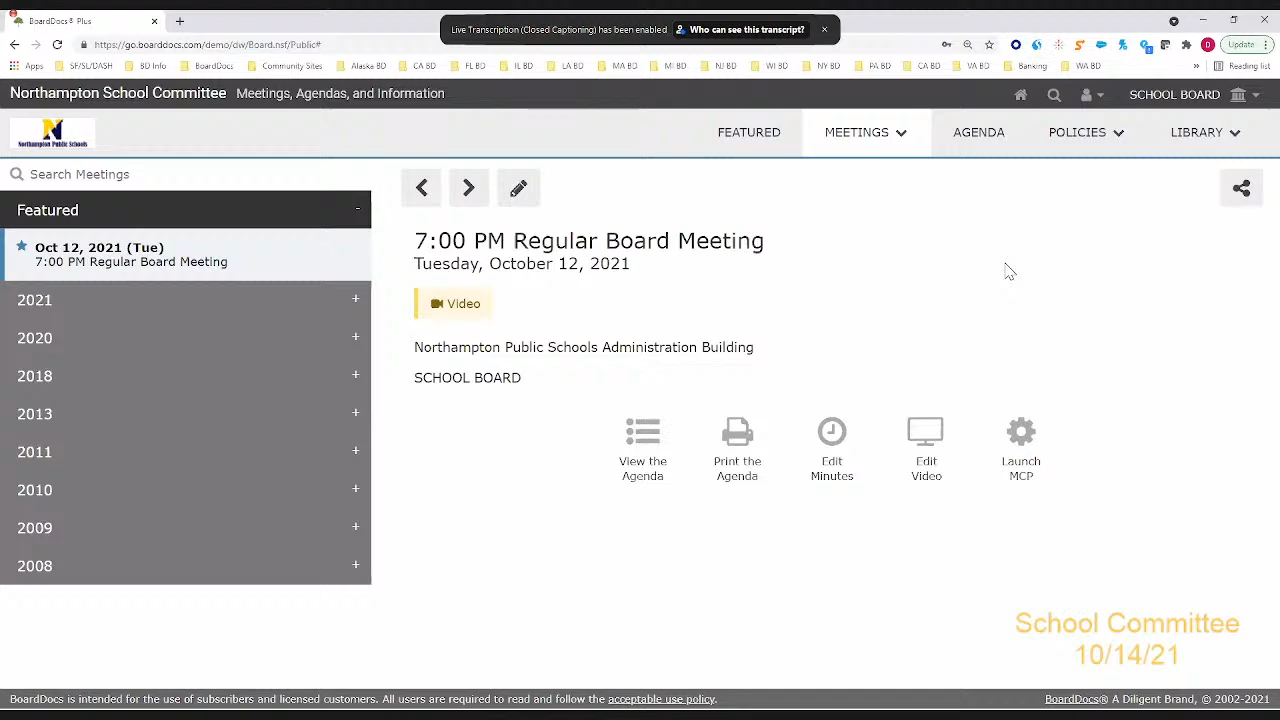 BoardDocs® Plus
Live Transcription (Closed Captioning) has been enabled
Who can see this transcript?
https://go.boarddocs.com/demo/dw/Board.nsf/Public#
Update
Apps SF/SL/DASH BD Info BoardDocs Community Sites Alaska BD CA BD FL BD IL BD LA BD MA BD MI BD NJ BD WI BD NY BD PA BD CA BD VA BD Banking WA BD » Reading list
Northampton School Committee Meetings, Agendas, and Information
SCHOOL BOARD
N
Northampton Public Schools
FEATURED MEETINGS AGENDA POLICIES LIBRARY
Search Meetings
Featured -
Oct 12, 2021 (Tue)
7:00 PM Regular Board Meeting
2021 +
2020 +
2018 +
2013 +
2011 +
2010 +
2009 +
2008 +
7:00 PM Regular Board Meeting
Tuesday, October 12, 2021
Video
Northampton Public Schools Administration Building
SCHOOL BOARD
View the
Agenda
Print the
Agenda
Edit
Minutes
Edit
Video
Launch
MCP
School Committee
10/14/21
BoardDocs is intended for the use of subscribers and licensed customers. All users are required to read and follow the acceptable use policy.
BoardDocs® A Diligent Brand, © 2002-2021